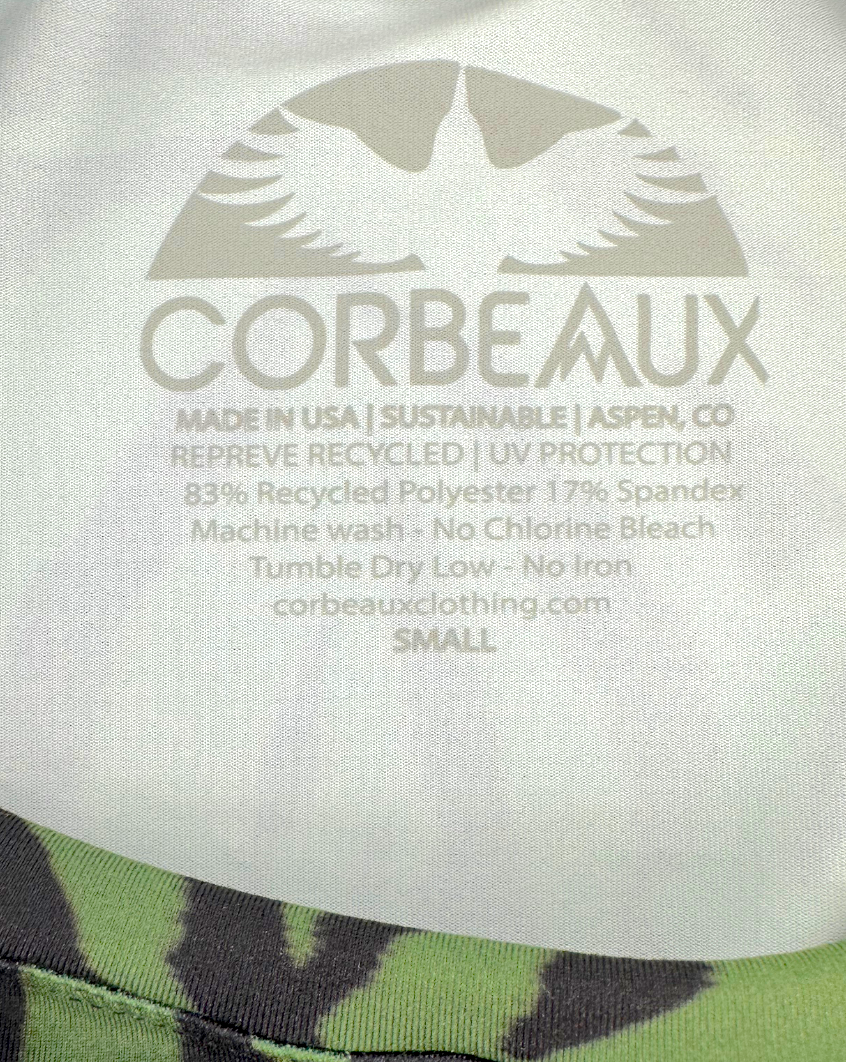 CORBEAUX
MADE IN USA | SUSTAINABLE | ASPEN, CO
REPREVE RECYCLED | UV PROTECTION
83% Recycled Polyester 17% Spandex
Machine wash - No Chlorine Bleach
Tumble Dry Low - No Iron
corbeauxclothing.com
SMALL